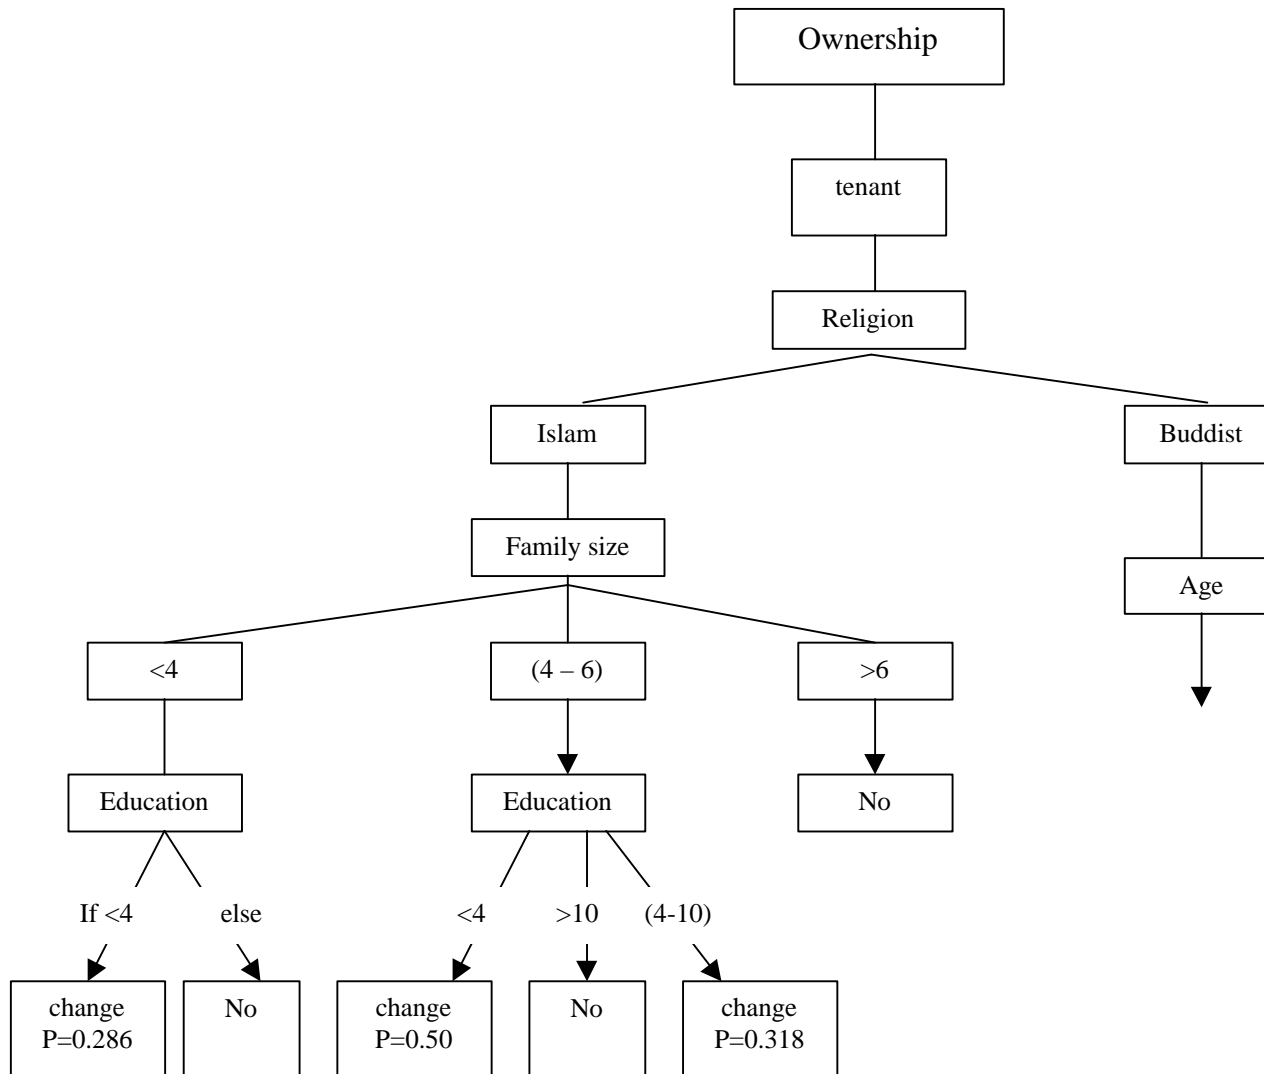 Ownership
tenant
Religion
Islam
Buddist
Family size
Age
<4
(4 – 6)
>6
Education
Education
No
If <4
else
<4
>10
(4-10)
change
P=0.286
No
change
P=0.50
No
change
P=0.318